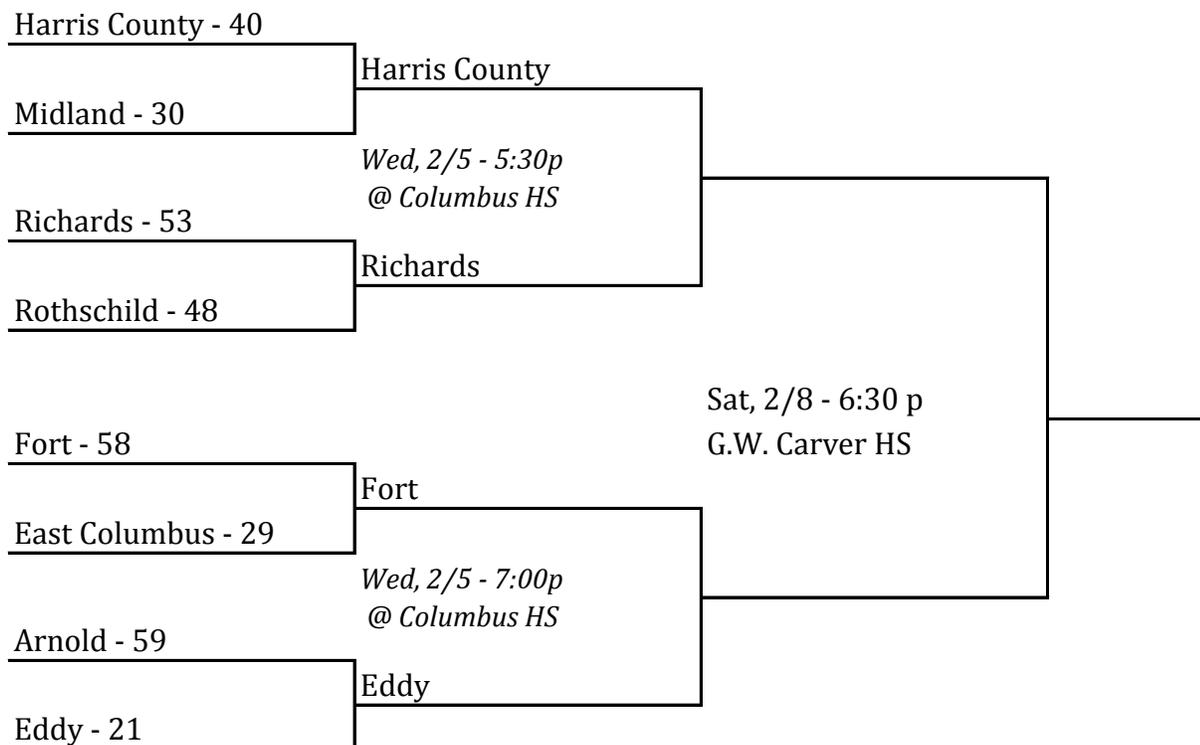 Harris County - 40
Harris County
Midland - 30
Wed, 2/5 - 5:30p
@ Columbus HS
Richards - 53
Richards
Rothschild - 48
Sat, 2/8 - 6:30 p
G.W. Carver HS
Fort - 58
Fort
East Columbus - 29
Wed, 2/5 - 7:00p
@ Columbus HS
Arnold - 59
Eddy
Eddy - 21